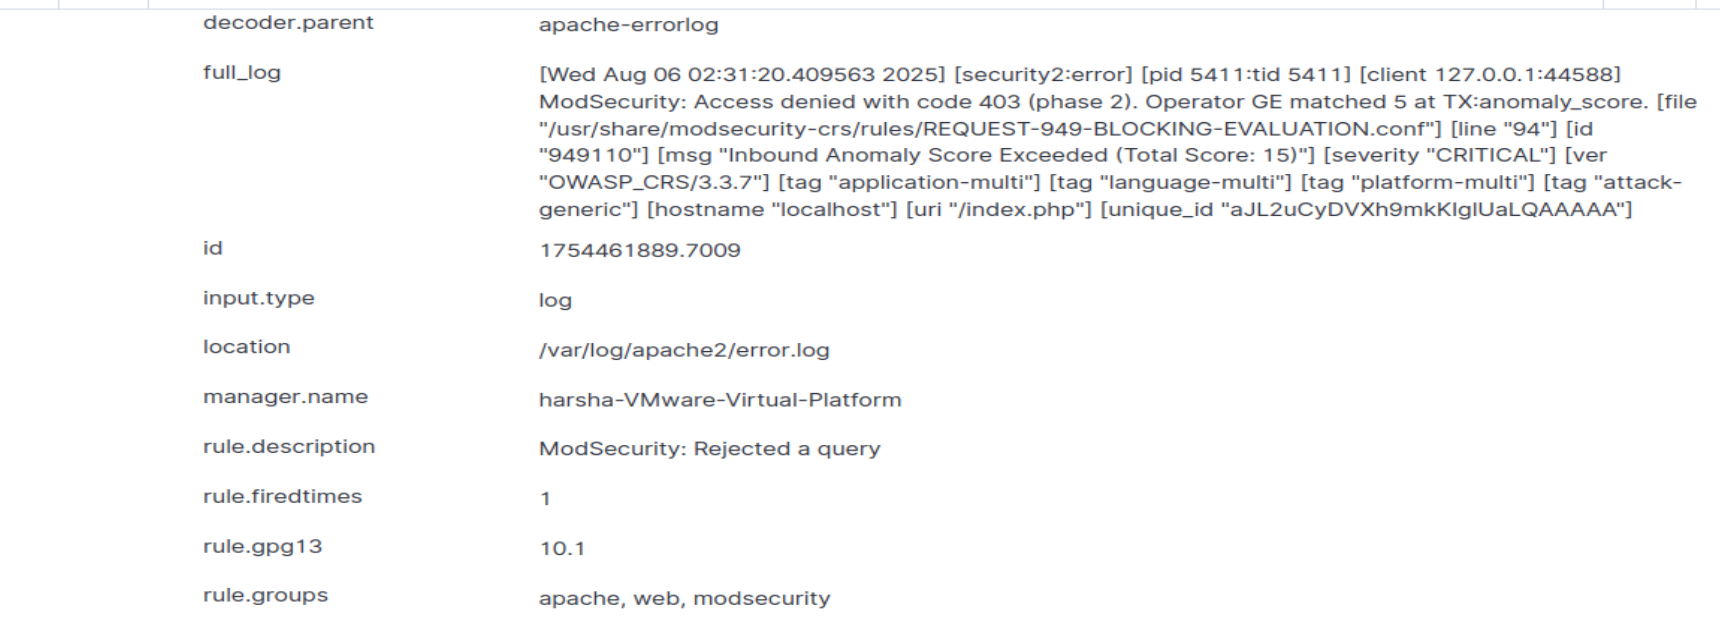 decoder.parent apache-errorlog
full_log [Wed Aug 06 02:31:20.409563 2025] [security2:error] [pid 5411:tid 5411] [client 127.0.0.1:44588]
ModSecurity: Access denied with code 403 (phase 2). Operator GE matched 5 at TX:anomaly_score. [file
"/usr/share/modsecurity-crs/rules/REQUEST-949-BLOCKING-EVALUATION.conf"] [line "94"] [id
"949110"] [msg "Inbound Anomaly Score Exceeded (Total Score: 15)"] [severity "CRITICAL"] [ver
"OWASP_CRS/3.3.7"] [tag "application-multi"] [tag "language-multi"] [tag "platform-multi"] [tag "attack-
generic"] [hostname "localhost"] [uri "/index.php"] [unique_id "aJL2uCyDVXh9mkKIglUaLQAAAAA"]
id 1754461889.7009
input.type log
location /var/log/apache2/error.log
manager.name harsha-VMware-Virtual-Platform
rule.description ModSecurity: Rejected a query
rule.firedtimes 1
rule.gpg13 10.1
rule.groups apache, web, modsecurity